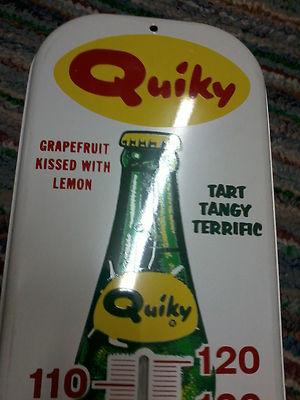 Quiky
GRAPEFRUIT
KISSED WITH
LEMON
TART
TANGY
TERRIFIC
Quiky
120
110